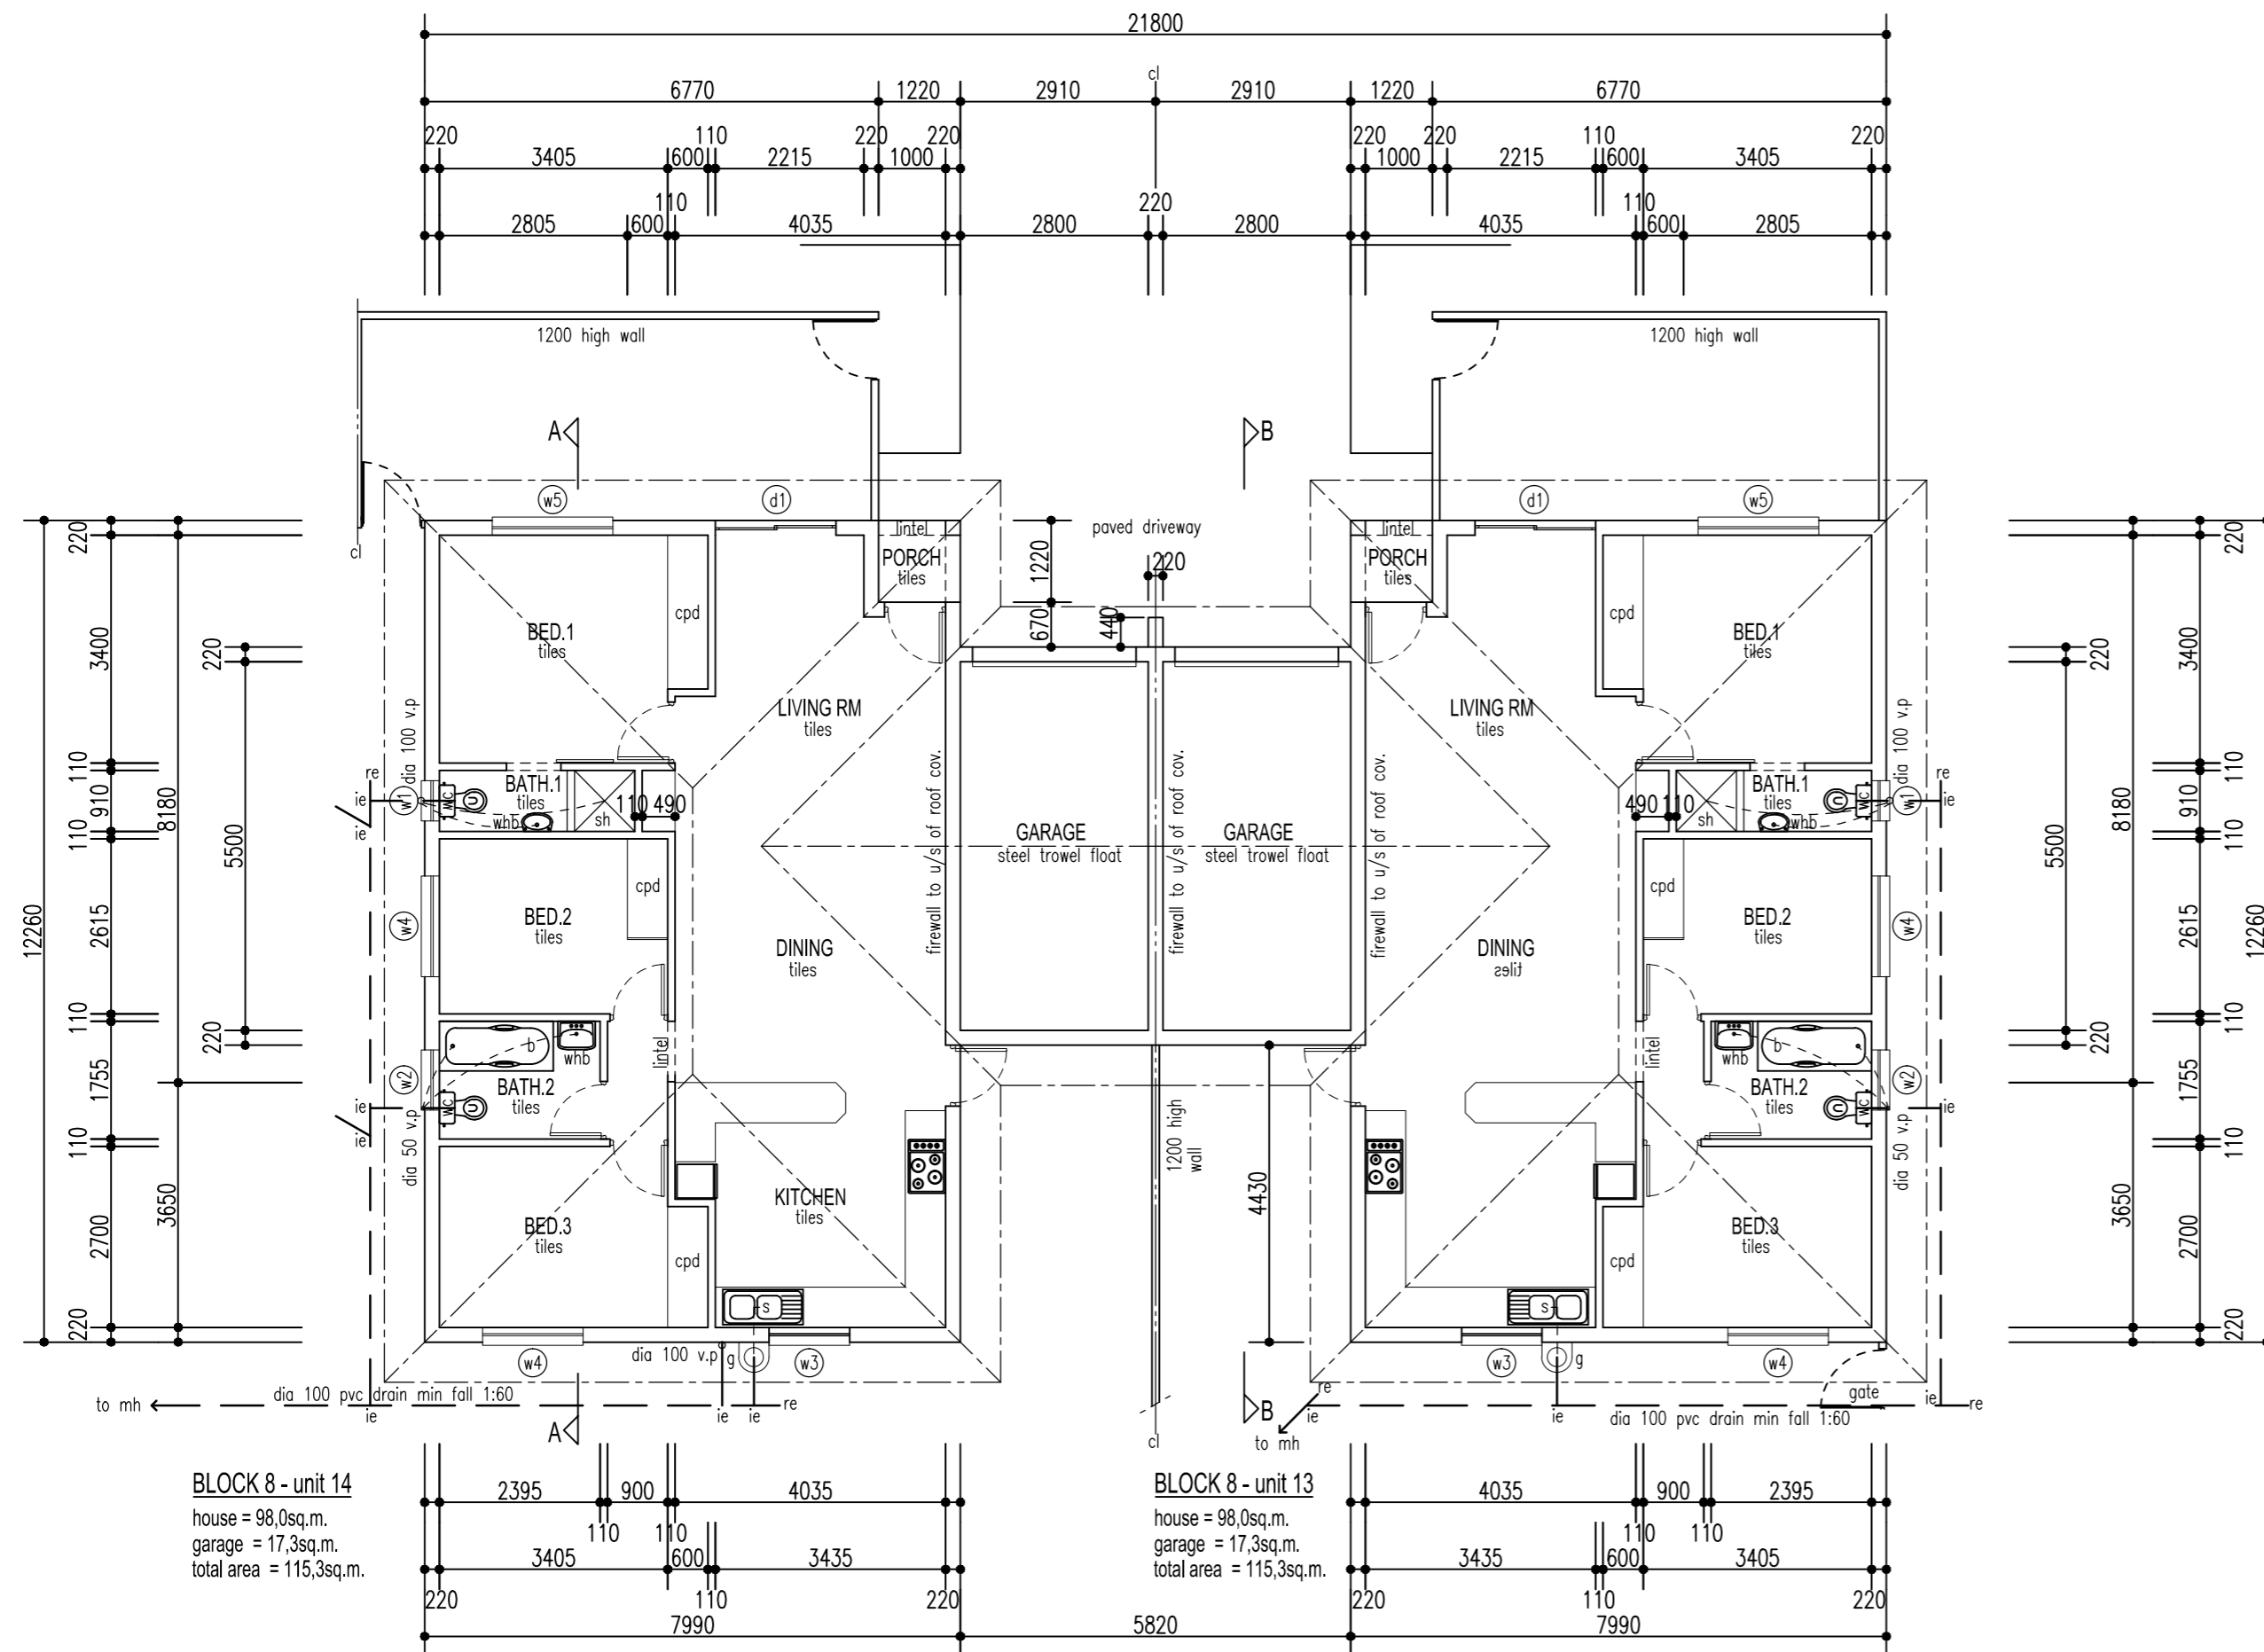 21800
cl
6770 1220 2910 2910 1220 6770
220 110 220 220 220 220 110 220
3405 600 2215 1000 1000 2215 600 3405
110 220 110
2805 600 4035 2800 2800 4035 600 2805
1200 high wall 1200 high wall
A B
w5 d1 d1 w5
cl
lintel paved driveway lintel
PORCH PORCH
tiles tiles
220
1220
670
440
cpd cpd
BED.1 BED.1
tiles tiles
LIVING RM LIVING RM
tiles tiles
dia 100 v.p dia 100 v.p
re re
ie w1 wc w1 ie
ie wc
BATH.1 BATH.1
tiles tiles
whb sh 110 490 490 110 sh whb
GARAGE GARAGE
steel trowel float steel trowel float
firewall to u/s of roof cov.
firewall to u/s of roof cov.
firewall to u/s of roof cov.
cpd cpd
BED.2 BED.2
tiles tiles
w4 w4
DINING DINING
tiles tiles
lintel lintel
b whb whb b
w2 w2
BATH.2 BATH.2
tiles tiles
ie wc wc ie
ie
dia 50 v.p dia 50 v.p
1200 high
wall
4430
KITCHEN
tiles
BED.3 BED.3
tiles tiles
cpd cpd
s s
w4 dia 100 v.p g w3 w3 g w4
12260
220
3400
110
910
110
2615
110
1755
110
2700
220
8180
3650
220
5500
220
220
5500
220
8180
3650
220
3400
110
910
110
2615
110
1755
110
2700
220
12260
to mh dia 100 pvc drain min fall 1:60 re
ie ie ie
A B
cl
re
ie
to mh
ie
dia 100 pvc drain min fall 1:60
gate
ie re
BLOCK 8 - unit 14
house = 98,0sq.m.
garage = 17,3sq.m.
total area = 115,3sq.m.
BLOCK 8 - unit 13
house = 98,0sq.m.
garage = 17,3sq.m.
total area = 115,3sq.m.
2395 900 4035 4035 900 2395
110 110 110 110
3405 600 3435 3435 600 3405
220 110 220 220 110 220
7990 5820 7990